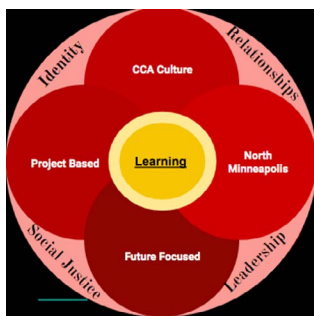 Identity
CCA Culture
Relationships
Project Based
Learning
North
Minneapolis
Social Justice
Future Focused
Leadership